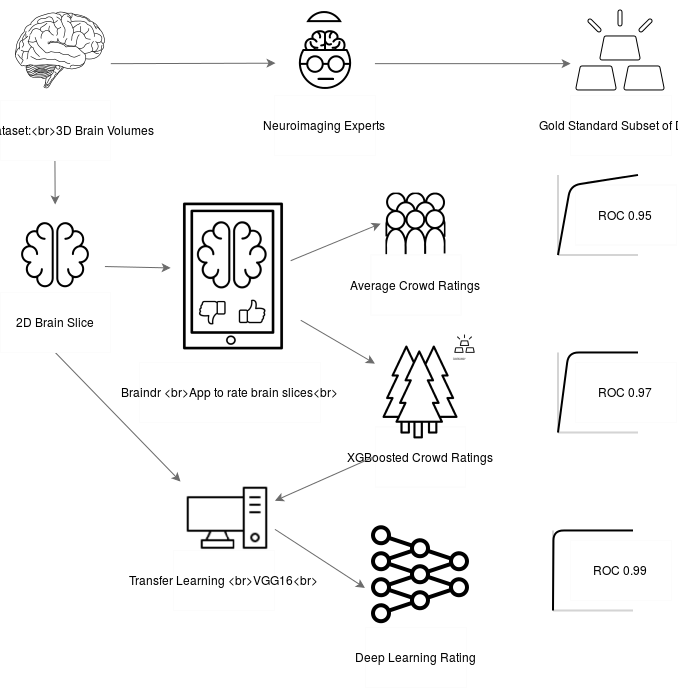 ataset:<br>3D Brain Volumes
Neuroimaging Experts
Gold Standard Subset of D
ROC 0.95
2D Brain Slice
Average Crowd Ratings
Braindr <br>App to rate brain slices<br>
ROC 0.97
XGBoosted Crowd Ratings
Transfer Learning <br>VGG16<br>
ROC 0.99
Deep Learning Rating